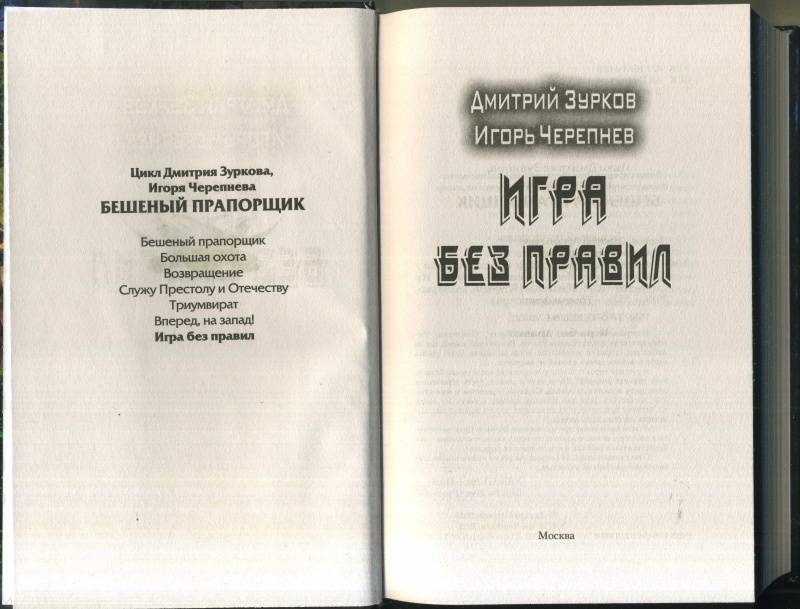 Цикл Дмитрия Зуркова,
Игоря Черепнева
БЕШЕНЫЙ ПРАПОРЩИК
Бешеный прапорщик
Большая охота
Возвращение
Служу Престолу и Отечеству
Триумвират
Вперед, на запад!
Игра без правил
Дмитрий Зурков
Игорь Черепнев
ИГРА
БЕЗ ПРАВИЛ
Москва